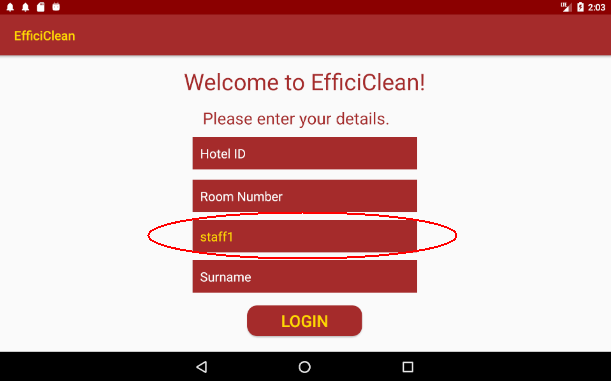 2:03
EfficiClean
Welcome to EfficiClean!
Please enter your details.
Hotel ID
Room Number
staff1
Surname
LOGIN